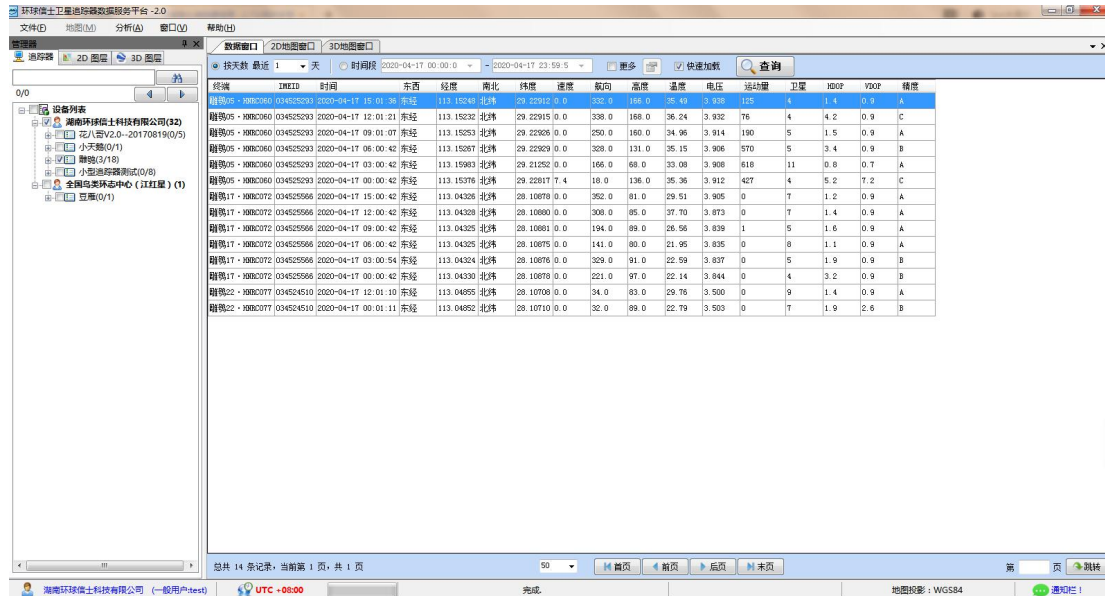 环球信士卫星追踪器数据服务平台 -2.0
文件(F) 地图(M) 分析(A) 窗口(V) 帮助(H)
管理器
追踪器 2D 图层 3D 图层
数据窗口 2D地图窗口 3D地图窗口
按天数 最近 1 天 时间段 2020-04-17 00:00:0 - 2020-04-17 23:59:5 更多 快速加载 查询
0/0
设备列表
湖南环球信士科技有限公司(32)
花八哥V2.0--20170819(0/5)
小天鹅(0/1)
雕鸮(3/18)
小型追踪器测试(0/8)
全国鸟类环志中心 ( 江红星 ) (1)
豆雁(0/1)
终端 IMEID 时间 东西 经度 南北 纬度 速度 航向 高度 温度 电压 运动量 卫星 HDOP VDOP 精度
雕鸮05·HNRC060 034525293 2020-04-17 15:01:36 东经 113.15248 北纬 29.22912 0.0 332.0 166.0 35.49 3.938 125 4 1.4 0.9 A
雕鸮05·HNRC060 034525293 2020-04-17 12:01:21 东经 113.15232 北纬 29.22915 0.0 338.0 168.0 36.24 3.932 76 4 4.2 0.9 C
雕鸮05·HNRC060 034525293 2020-04-17 09:01:07 东经 113.15253 北纬 29.22926 0.0 250.0 160.0 34.96 3.914 190 5 1.5 0.9 A
雕鸮05·HNRC060 034525293 2020-04-17 06:00:42 东经 113.15267 北纬 29.22929 0.0 328.0 131.0 35.15 3.906 570 5 3.4 0.9 B
雕鸮05·HNRC060 034525293 2020-04-17 03:00:42 东经 113.15983 北纬 29.21252 0.0 166.0 68.0 33.08 3.908 618 11 0.8 0.7 A
雕鸮05·HNRC060 034525293 2020-04-17 00:00:42 东经 113.15376 北纬 29.22817 7.4 18.0 136.0 35.36 3.912 427 4 5.2 7.2 C
雕鸮17·HNRC072 034525566 2020-04-17 15:00:42 东经 113.04326 北纬 28.10878 0.0 352.0 81.0 29.51 3.905 0 7 1.2 0.9 A
雕鸮17·HNRC072 034525566 2020-04-17 12:00:42 东经 113.04328 北纬 28.10880 0.0 308.0 85.0 37.70 3.873 0 7 1.4 0.9 A
雕鸮17·HNRC072 034525566 2020-04-17 09:00:42 东经 113.04325 北纬 28.10881 0.0 194.0 89.0 26.56 3.839 1 5 1.6 0.9 A
雕鸮17·HNRC072 034525566 2020-04-17 06:00:42 东经 113.04325 北纬 28.10875 0.0 141.0 80.0 21.95 3.835 0 8 1.1 0.9 A
雕鸮17·HNRC072 034525566 2020-04-17 03:00:54 东经 113.04324 北纬 28.10876 0.0 329.0 91.0 22.59 3.837 0 5 1.9 0.9 B
雕鸮17·HNRC072 034525566 2020-04-17 00:00:42 东经 113.04330 北纬 28.10878 0.0 221.0 97.0 22.14 3.844 0 4 3.2 0.9 B
雕鸮22·HNRC077 034524510 2020-04-17 12:01:10 东经 113.04855 北纬 28.10708 0.0 34.0 83.0 29.76 3.500 0 9 1.4 0.9 A
雕鸮22·HNRC077 034524510 2020-04-17 00:01:11 东经 113.04852 北纬 28.10710 0.0 32.0 89.0 22.79 3.503 0 7 1.9 2.6 B
总共 14 条记录，当前第 1 页，共 1 页 50 首页 前页 后页 末页 第 页 跳转
湖南环球信士科技有限公司 (一般用户:test) UTC +08:00 完成. 地图投影：WGS84 通知栏！